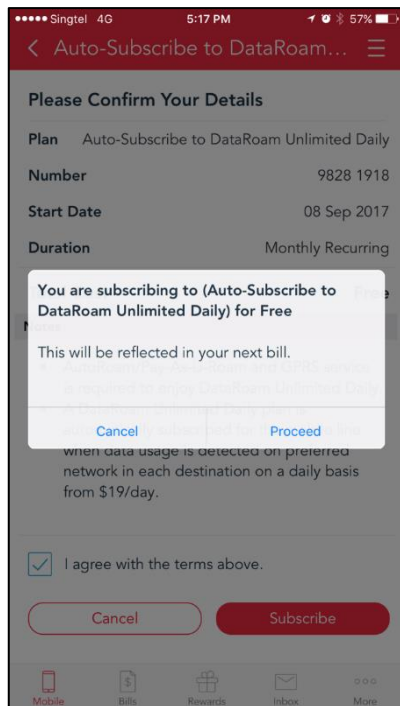 Singtel 4G 5:17 PM 57%
Auto-Subscribe to DataRoam...
Please Confirm Your Details
Plan Auto-Subscribe to DataRoam Unlimited Daily
Number 9828 1918
Start Date 08 Sep 2017
Duration Monthly Recurring
Free
You are subscribing to (Auto-Subscribe to
DataRoam Unlimited Daily) for Free
This will be reflected in your next bill.
Cancel Proceed
when data usage is detected on preferred
network in each destination on a daily basis
from $19/day.
I agree with the terms above.
Cancel Subscribe
Mobile Bills Rewards Inbox More